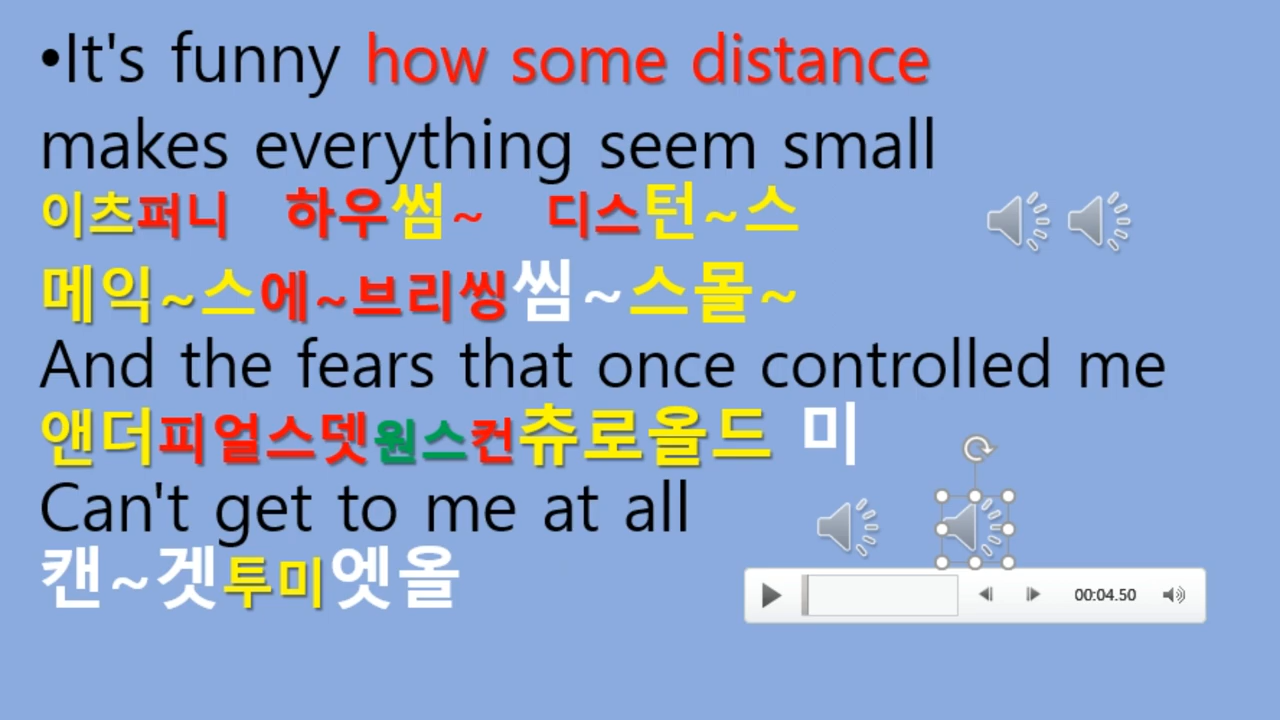 •It's funny how some distance
makes everything seem small
이츠퍼니 하우썸~ 디스턴~스
메익~스에~브리씽씸~스몰~
And the fears that once controlled me
앤더피얼스뎃원스컨츄로올드 미
Can't get to me at all
캔~겟투미엣올
00:04.50